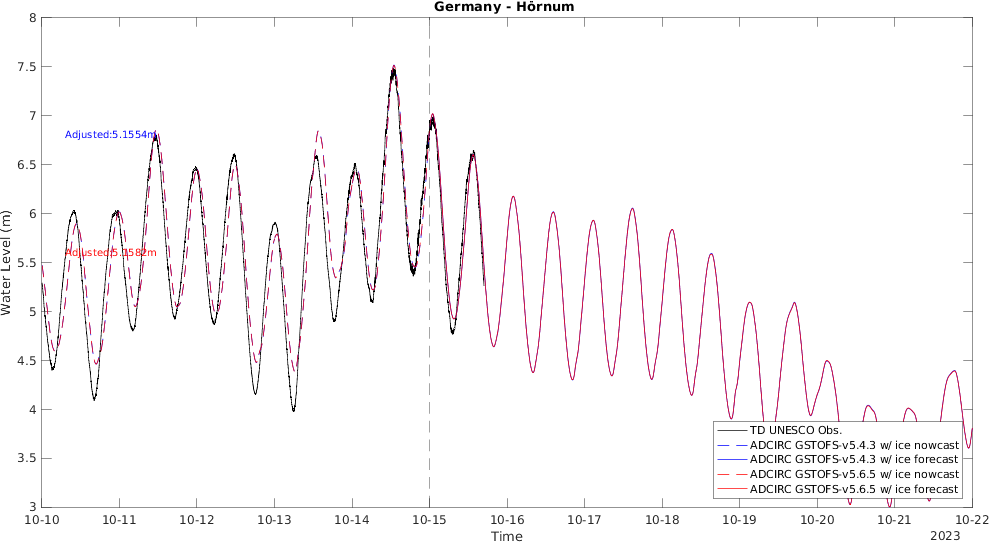 Germany - Hörnum
Water Level (m)
8
7.5
7
6.5
6
5.5
5
4.5
4
3.5
3
Adjusted:5.1554m
Adjusted:5.1582m
TD UNESCO Obs.
ADCIRC GSTOFS-v5.4.3 w/ ice nowcast
ADCIRC GSTOFS-v5.4.3 w/ ice forecast
ADCIRC GSTOFS-v5.6.5 w/ ice nowcast
ADCIRC GSTOFS-v5.6.5 w/ ice forecast
10-10 10-11 10-12 10-13 10-14 10-15 10-16 10-17 10-18 10-19 10-20 10-21 10-22
Time
2023